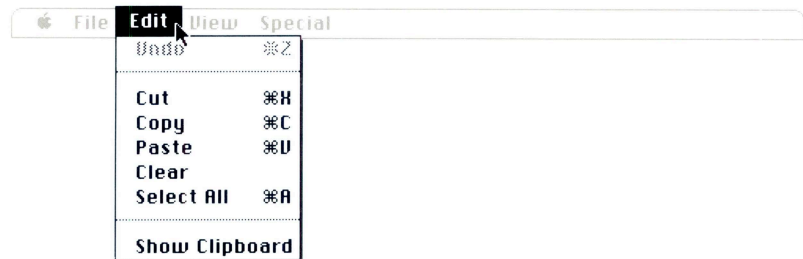 File Edit View Special
Undo ⌘Z
Cut ⌘X
Copy ⌘C
Paste ⌘V
Clear
Select All ⌘A
Show Clipboard